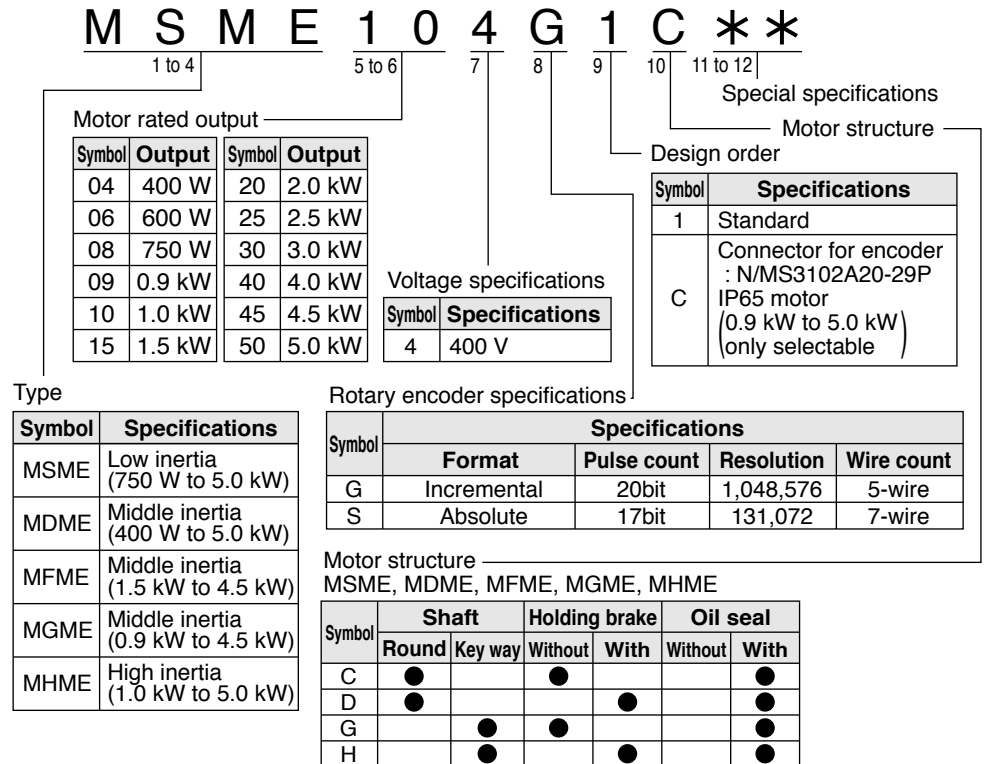 M S M E 1 0 4 G 1 C ＊ ＊
1 to 4 5 to 6 7 8 9 10 11 to 12
Special specifications
Motor structure
Design order
Symbol Specifications
1 Standard
C Connector for encoder
: N/MS3102A20-29P
IP65 motor
(0.9 kW to 5.0 kW
only selectable)
Motor rated output
Symbol Output Symbol Output
04 400 W 20 2.0 kW
06 600 W 25 2.5 kW
08 750 W 30 3.0 kW
09 0.9 kW 40 4.0 kW
10 1.0 kW 45 4.5 kW
15 1.5 kW 50 5.0 kW
Voltage specifications
Symbol Specifications
4 400 V
Type
Symbol Specifications
MSME Low inertia
(750 W to 5.0 kW)
MDME Middle inertia
(400 W to 5.0 kW)
MFME Middle inertia
(1.5 kW to 4.5 kW)
MGME Middle inertia
(0.9 kW to 4.5 kW)
MHME High inertia
(1.0 kW to 5.0 kW)
Rotary encoder specifications
Symbol Specifications
Format Pulse count Resolution Wire count
G Incremental 20bit 1,048,576 5-wire
S Absolute 17bit 131,072 7-wire
Motor structure
MSME, MDME, MFME, MGME, MHME
Symbol Shaft Holding brake Oil seal
Round Key way Without With Without With
C ● ● ●
D ● ● ●
G ● ● ●
H ● ● ●